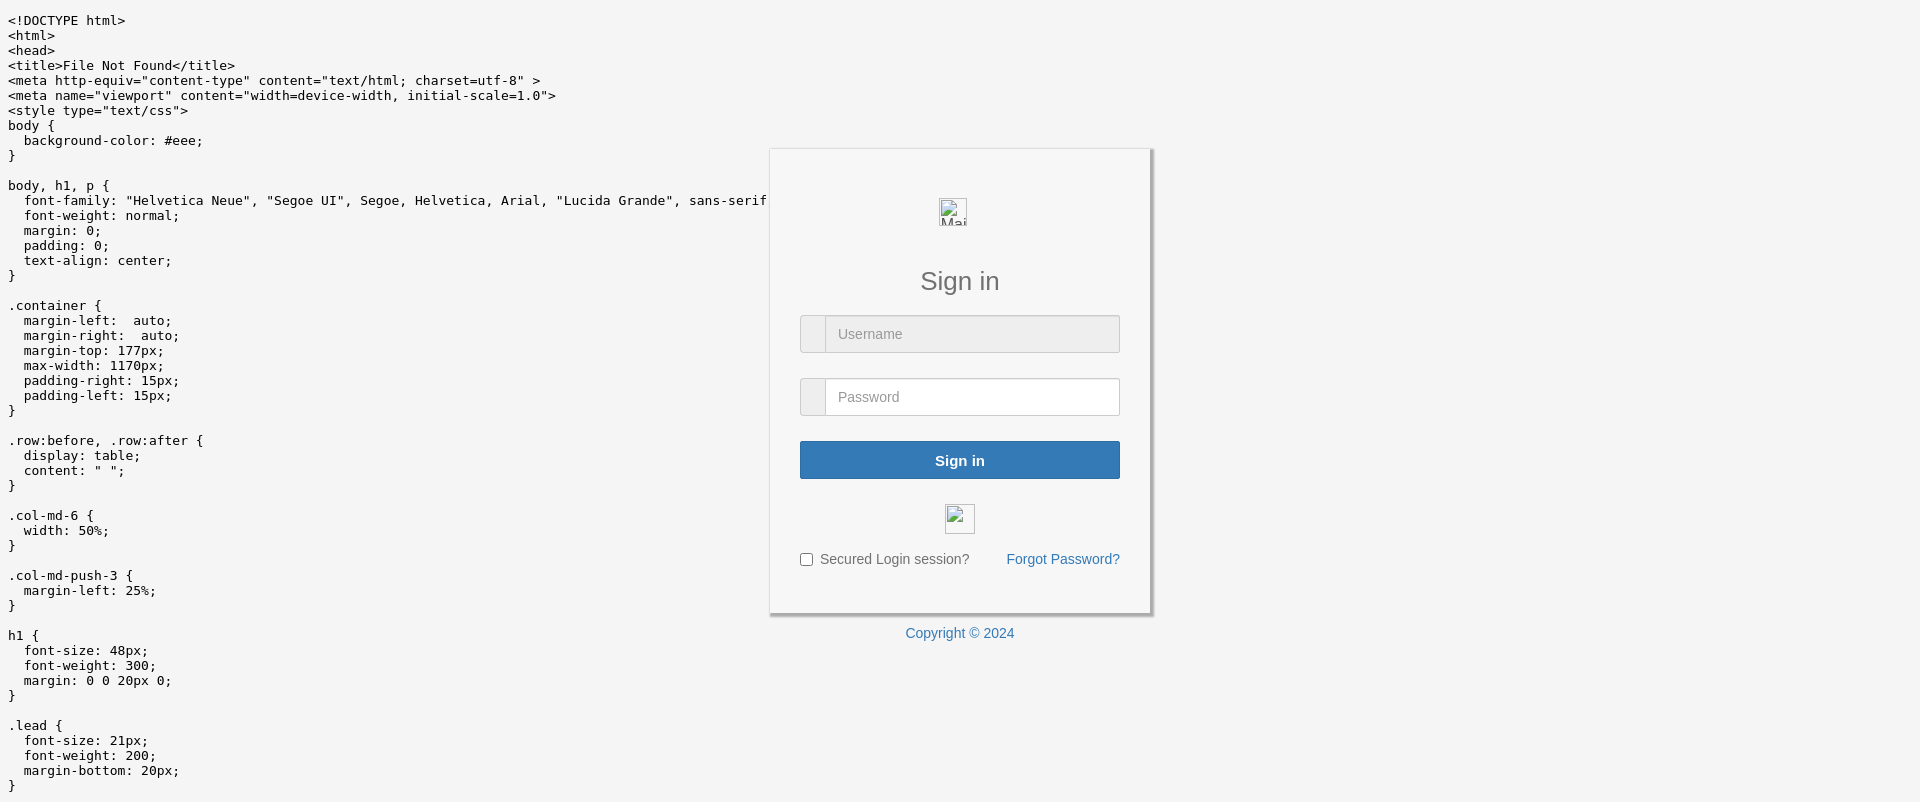 <!DOCTYPE html>
<html>
<head>
<title>File Not Found</title>
<meta http-equiv="content-type" content="text/html; charset=utf-8" >
<meta name="viewport" content="width=device-width, initial-scale=1.0">
<style type="text/css">
body {
  background-color: #eee;
}

body, h1, p {
  font-family: "Helvetica Neue", "Segoe UI", Segoe, Helvetica, Arial, "Lucida Grande", sans-serif
  font-weight: normal;
  margin: 0;
  padding: 0;
  text-align: center;
}

.container {
  margin-left:  auto;
  margin-right:  auto;
  margin-top: 177px;
  max-width: 1170px;
  padding-right: 15px;
  padding-left: 15px;
}

.row:before, .row:after {
  display: table;
  content: " ";
}

.col-md-6 {
  width: 50%;
}

.col-md-push-3 {
  margin-left: 25%;
}

h1 {
  font-size: 48px;
  font-weight: 300;
  margin: 0 0 20px 0;
}

.lead {
  font-size: 21px;
  font-weight: 200;
  margin-bottom: 20px;
}
Mai
Sign in
Username
Password
Sign in
Secured Login session? Forgot Password?
Copyright © 2024